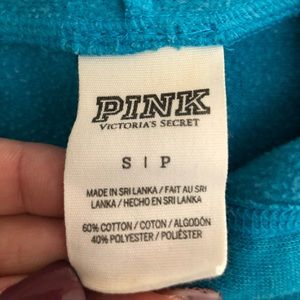 PINK
VICTORIA'S SECRET
S | P
MADE IN SRI LANKA / FAIT AU SRI
LANKA / HECHO EN SRI LANKA
60% COTTON / COTON / ALGODÓN
40% POLYESTER / POLIÉSTER